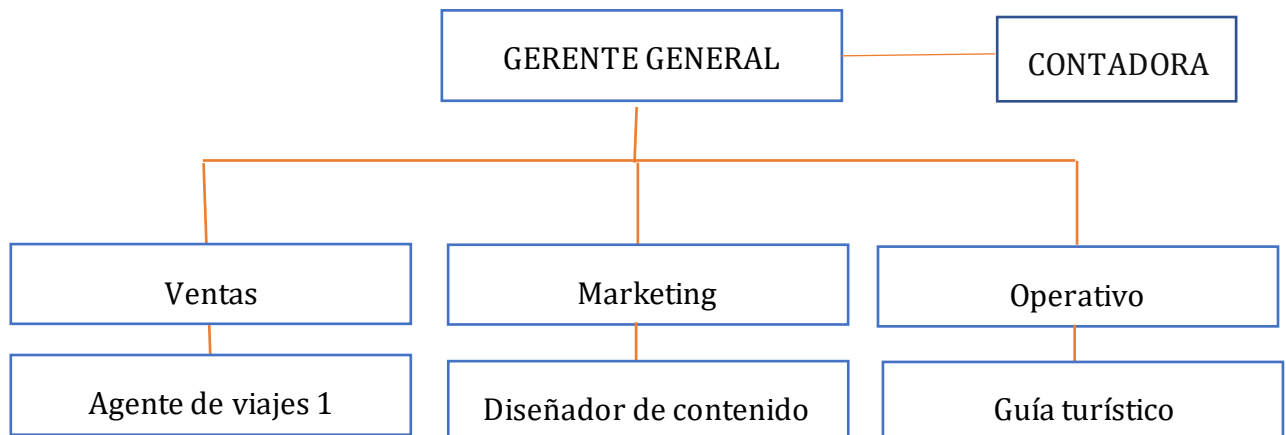 GERENTE GENERAL
CONTADORA
Ventas
Marketing
Operativo
Agente de viajes 1
Diseñador de contenido
Guía turístico